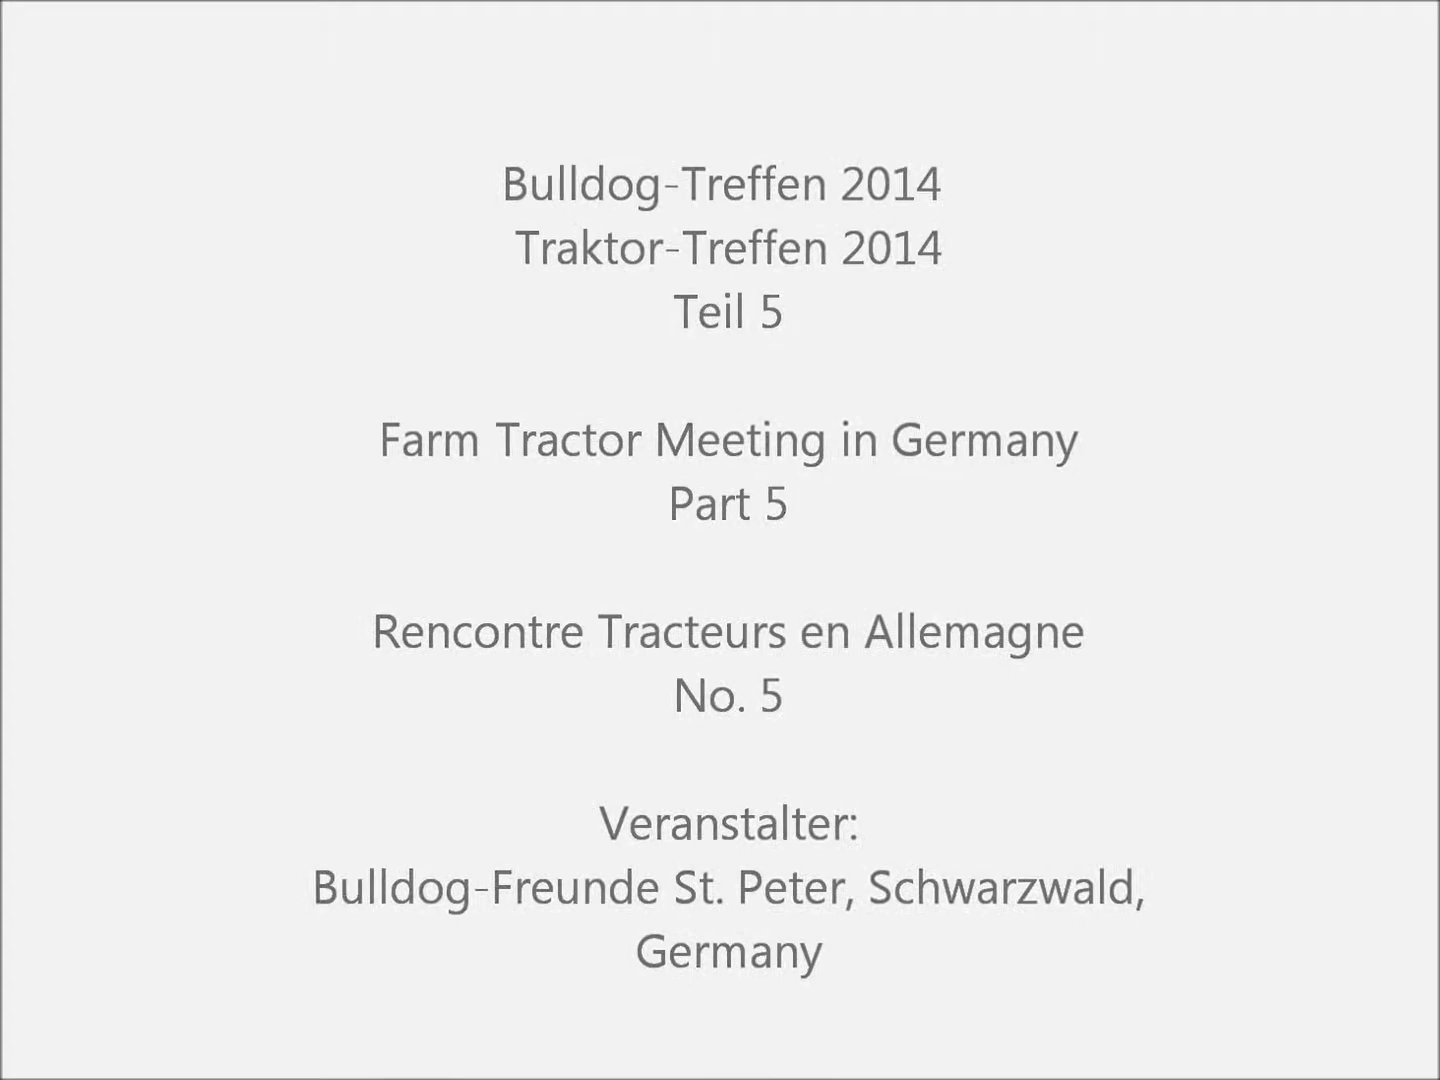 Bulldog-Treffen 2014
Traktor-Treffen 2014
Teil 5
Farm Tractor Meeting in Germany
Part 5
Rencontre Tracteurs en Allemagne
No. 5
Veranstalter:
Bulldog-Freunde St. Peter, Schwarzwald,
Germany